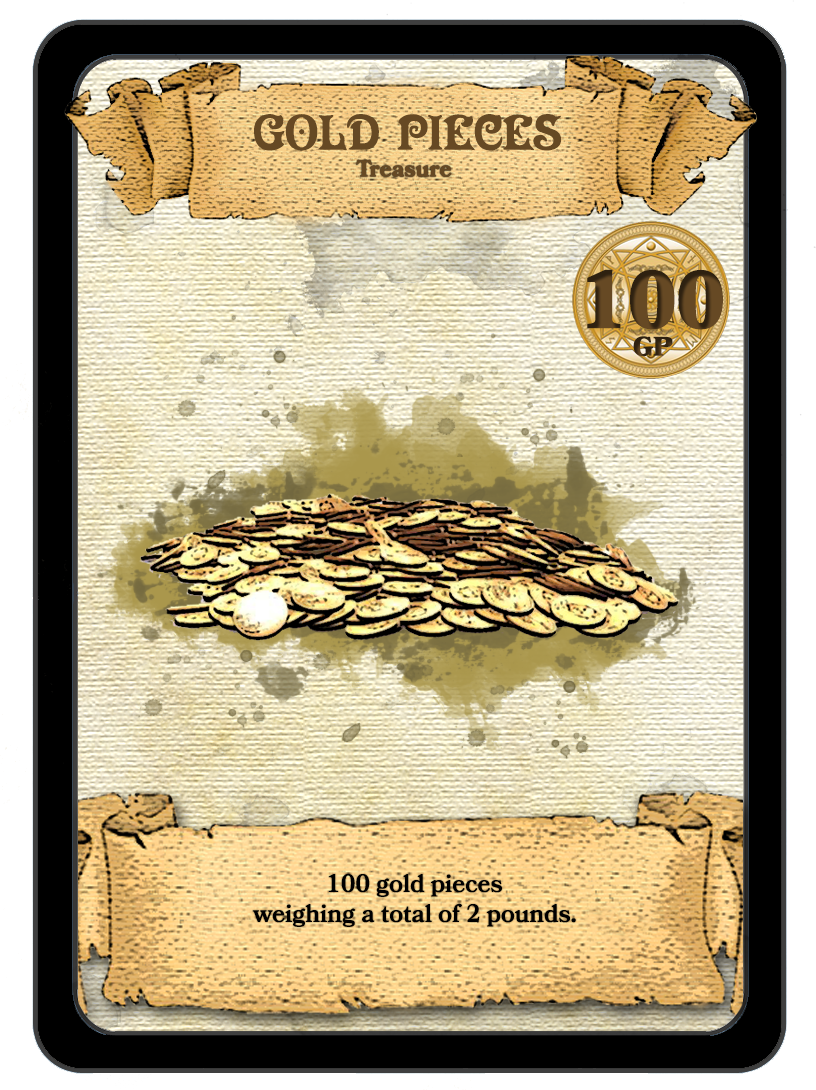 GOLD PIECES
Treasure
100
GP
100 gold pieces
weighing a total of 2 pounds.